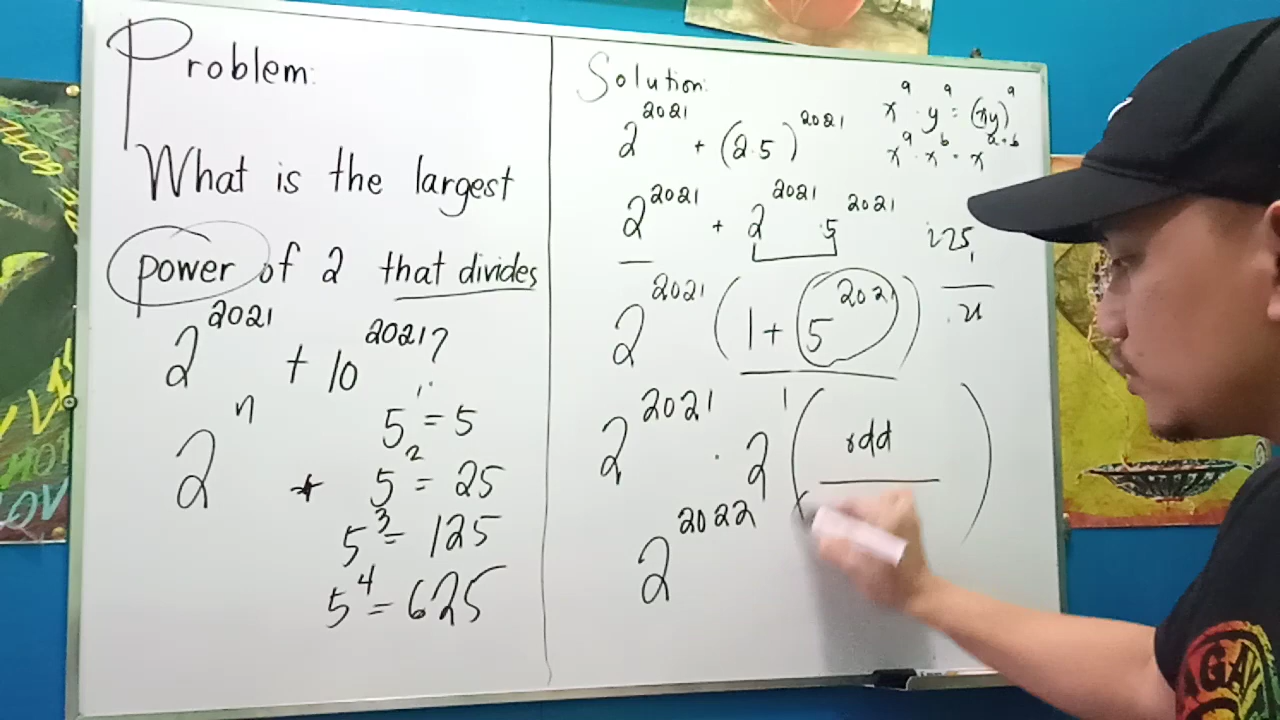 Problem:
What is the largest
power of 2 that divides
2^2021 + 10^2021?
2^n
5^1 = 5
5^2 = 25
5^3 = 125
5^4 = 625
Solution:
2^2021 + (2.5)^2021
x^a · y^a = (xy)^a
x^a · x^b = x^a+b
2^2021 + 2^2021 5^2021
2^2021 (1 + (5^2021))
2^2021 · 2^1 (odd
2^2022 (